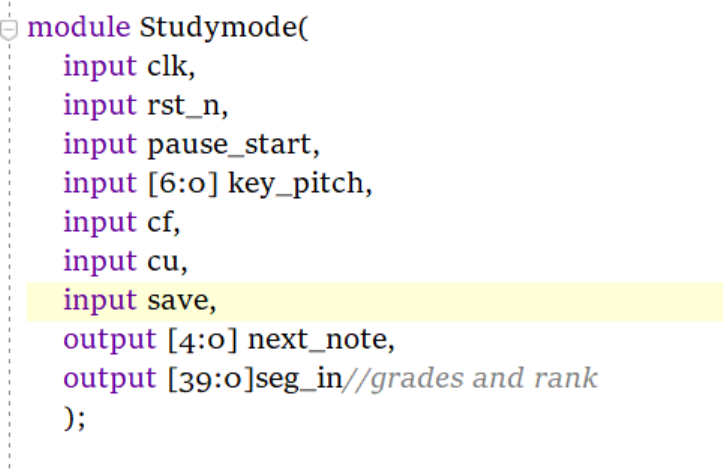 module Studymode(
input clk,
input rst_n,
input pause_start,
input [6:0] key_pitch,
input cf,
input cu,
input save,
output [4:0] next_note,
output [39:0]seg_in//grades and rank
);